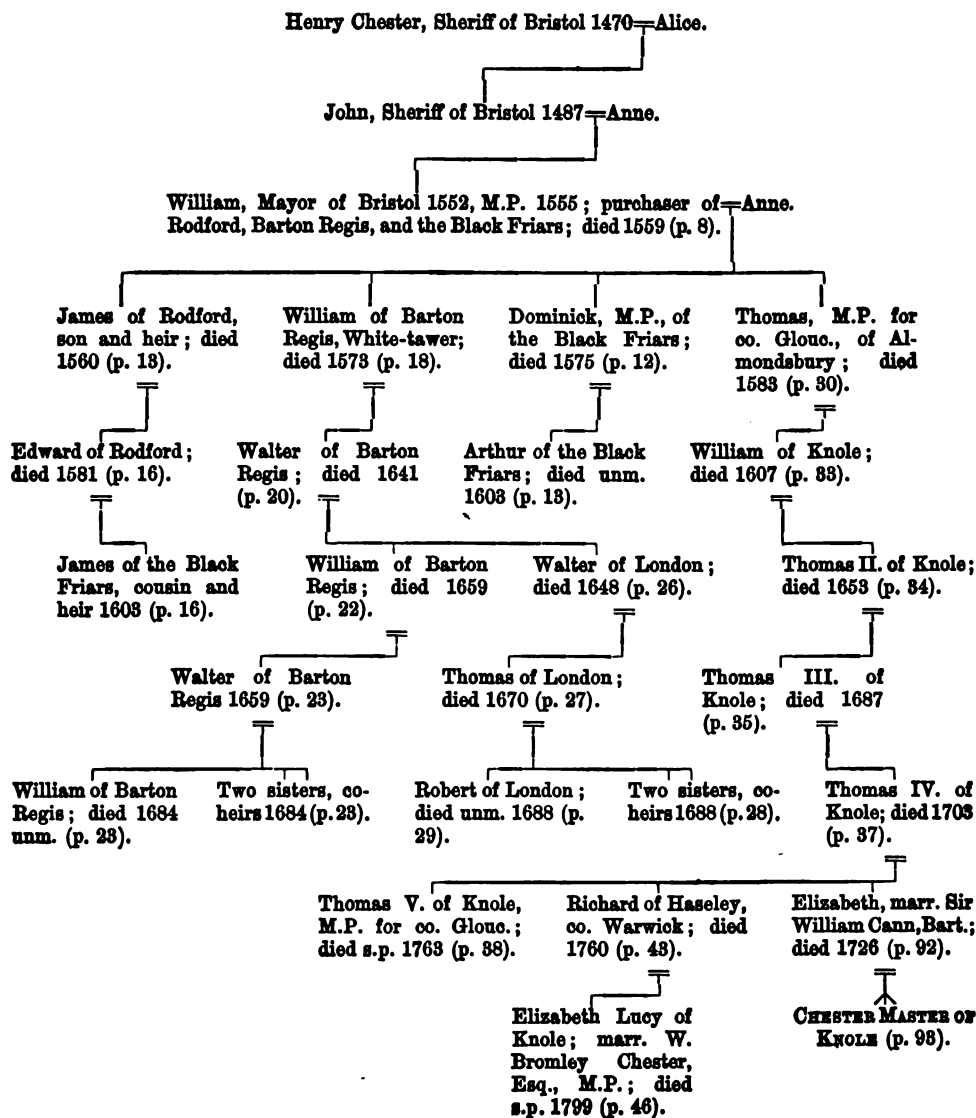 Henry Chester, Sheriff of Bristol 1470=Alice.
John, Sheriff of Bristol 1487=Anne.
William, Mayor of Bristol 1552, M.P. 1555; purchaser of=Anne.
Rodford, Barton Regis, and the Black Friars; died 1559 (p. 8).
James of Rodford,
son and heir; died
1560 (p. 13).
William of Barton
Regis, White-tawer;
died 1573 (p. 18).
Dominick, M.P., of
the Black Friars;
died 1575 (p. 12).
Thomas, M.P. for
co. Glouc., of Al-
mondsbury; died
1583 (p. 30).
Edward of Rodford;
died 1581 (p. 16).
Walter of Barton
Regis; died 1641
(p. 20).
Arthur of the Black
Friars; died unm.
1603 (p. 13).
William of Knole;
died 1607 (p. 33).
James of the Black
Friars, cousin and
heir 1603 (p. 16).
William of Barton
Regis; died 1659
(p. 22).
Walter of London;
died 1648 (p. 26).
Thomas II. of Knole;
died 1653 (p. 34).
Walter of Barton
Regis 1659 (p. 23).
Thomas of London;
died 1670 (p. 27).
Thomas III. of
Knole; died 1687
(p. 35).
William of Barton
Regis; died 1684
unm. (p. 23).
Two sisters, co-
heirs 1684 (p. 23).
Robert of London;
died unm. 1688 (p.
29).
Two sisters, co-
heirs 1688 (p. 28).
Thomas IV. of
Knole; died 1703
(p. 37).
Thomas V. of Knole,
M.P. for co. Glouc.;
died s.p. 1763 (p. 38).
Richard of Haseley,
co. Warwick; died
1760 (p. 43).
Elizabeth, marr. Sir
William Cann, Bart.;
died 1726 (p. 92).
Elizabeth Lucy of
Knole; marr. W.
Bromley Chester,
Esq., M.P.; died
s.p. 1799 (p. 46).
CHESTER MASTER OF
KNOLE (p. 93).